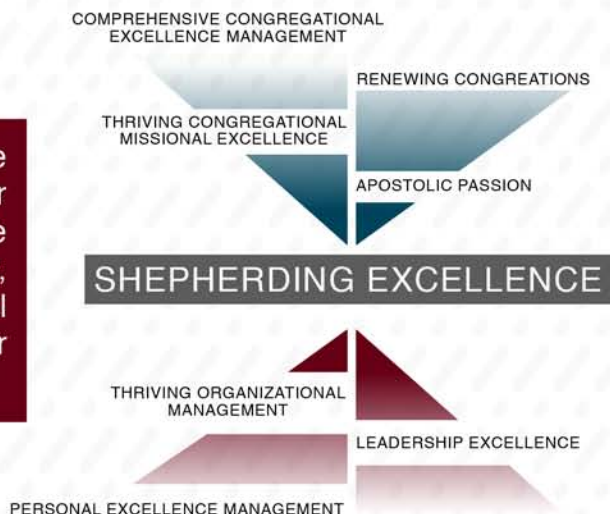 COMPREHENSIVE CONGREGATIONAL
EXCELLENCE MANAGEMENT
RENEWING CONGREATIONS
THRIVING CONGREGATIONAL
MISSIONAL EXCELLENCE
APOSTOLIC PASSION
SHEPHERDING EXCELLENCE
THRIVING ORGANIZATIONAL
MANAGEMENT
LEADERSHIP EXCELLENCE
PERSONAL EXCELLENCE MANAGEMENT